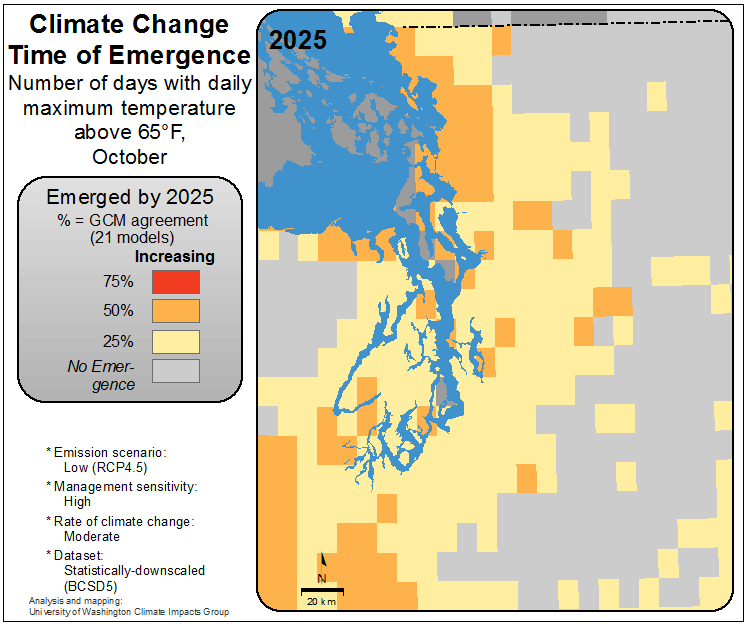 Climate Change
Time of Emergence
Number of days with daily
maximum temperature
above 65°F,
October
Emerged by 2025
% = GCM agreement
(21 models)
Increasing
75%
50%
25%
No Emer-
gence
* Emission scenario:
Low (RCP4.5)
* Management sensitivity:
High
* Rate of climate change:
Moderate
* Dataset:
Statistically-downscaled
(BCSD5)
Analysis and mapping:
University of Washington Climate Impacts Group
2025
N
20 km